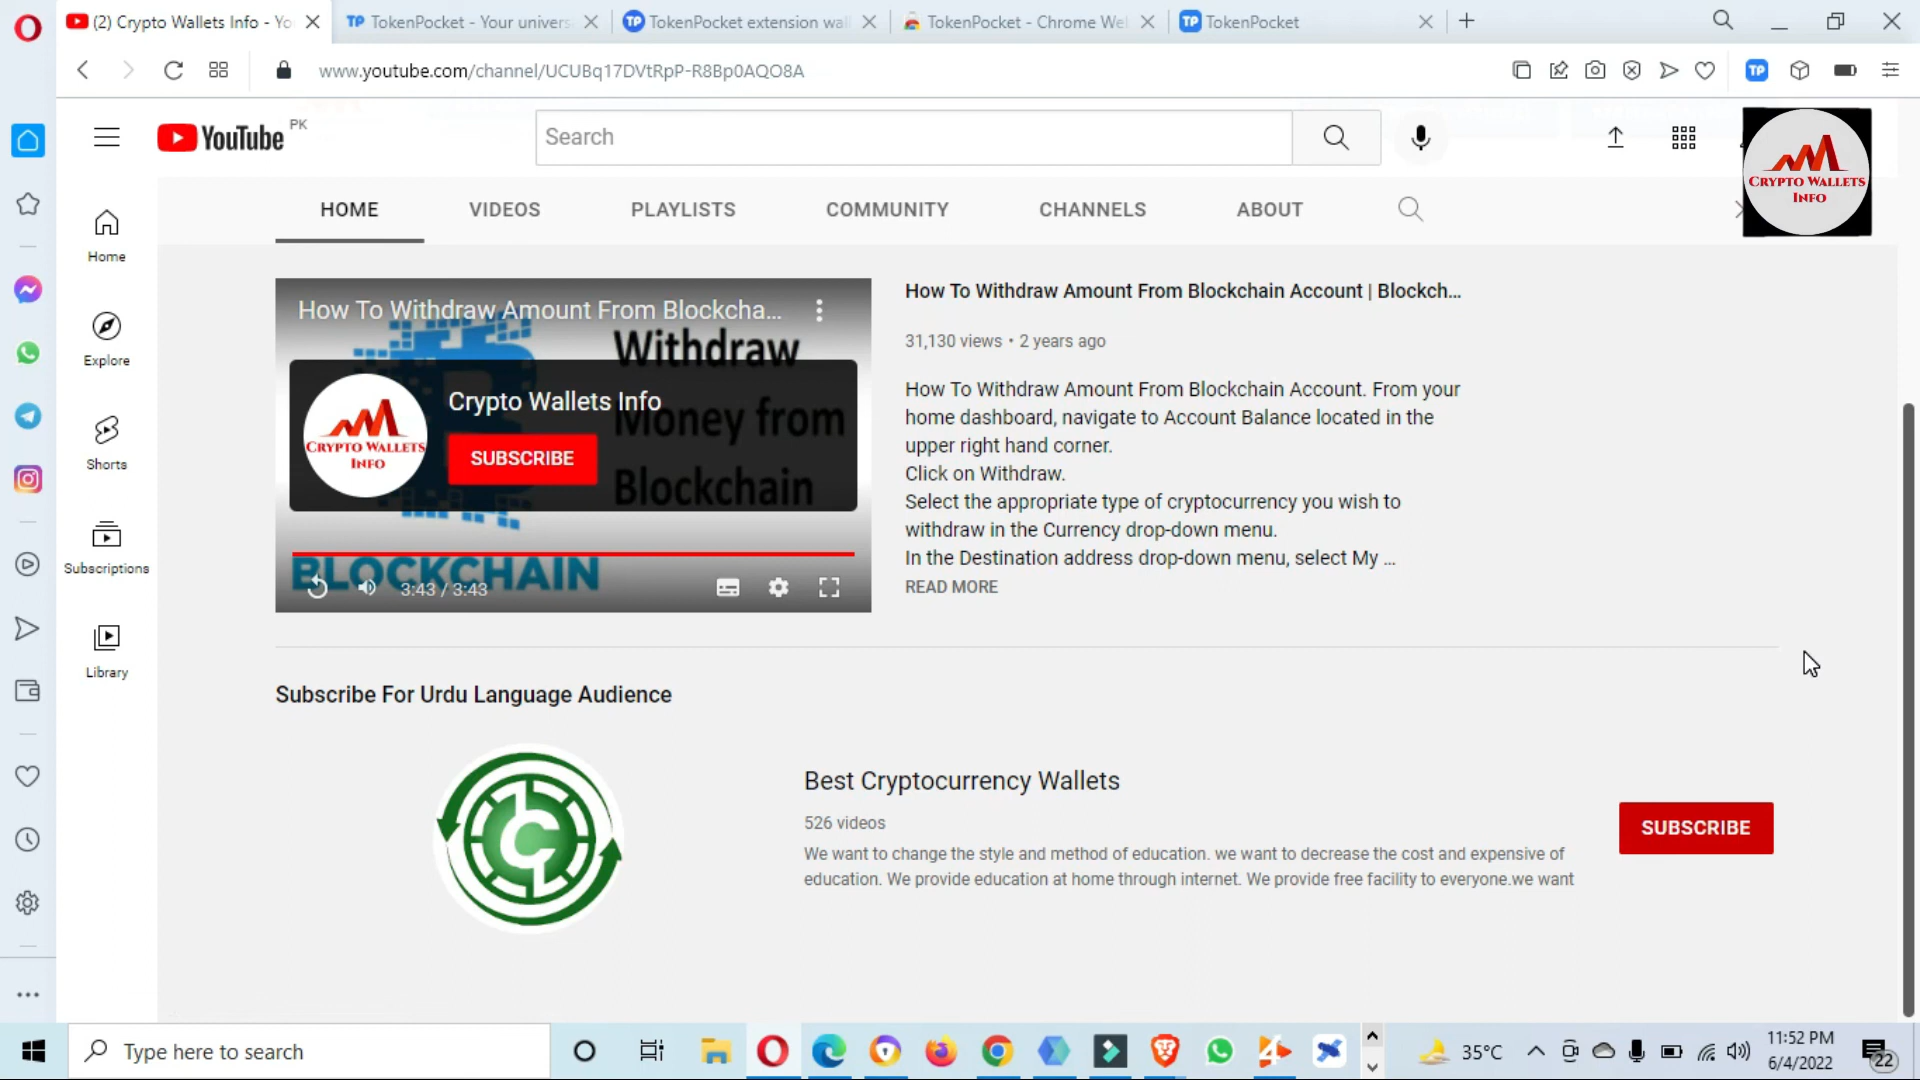 (2) Crypto Wallets Info - Yo
TP TokenPocket - Your univers
TP TokenPocket extension wal
TokenPocket - Chrome We
TP TokenPocket
www.youtube.com/channel/UCUBq17DVtRpP-R8Bp0AQO8A
TP
YouTube PK
Search
CRYPTO WALLETS
INFO
HOME VIDEOS PLAYLISTS COMMUNITY CHANNELS ABOUT
Home
Explore
Shorts
Subscriptions
Library
How To Withdraw Amount From Blockcha...
Withdraw
Money from
Blockchain
Crypto Wallets Info
SUBSCRIBE
CRYPTO WALLETS
INFO
BLOCKCHAIN
3:43 / 3:43
How To Withdraw Amount From Blockchain Account | Blockch...
31,130 views • 2 years ago
How To Withdraw Amount From Blockchain Account. From your
home dashboard, navigate to Account Balance located in the
upper right hand corner.
Click on Withdraw.
Select the appropriate type of cryptocurrency you wish to
withdraw in the Currency drop-down menu.
In the Destination address drop-down menu, select My ...
READ MORE
Subscribe For Urdu Language Audience
Best Cryptocurrency Wallets
526 videos
We want to change the style and method of education. we want to decrease the cost and expensive of
education. We provide education at home through internet. We provide free facility to everyone.we want
SUBSCRIBE
Type here to search
35°C
11:52 PM
6/4/2022
22